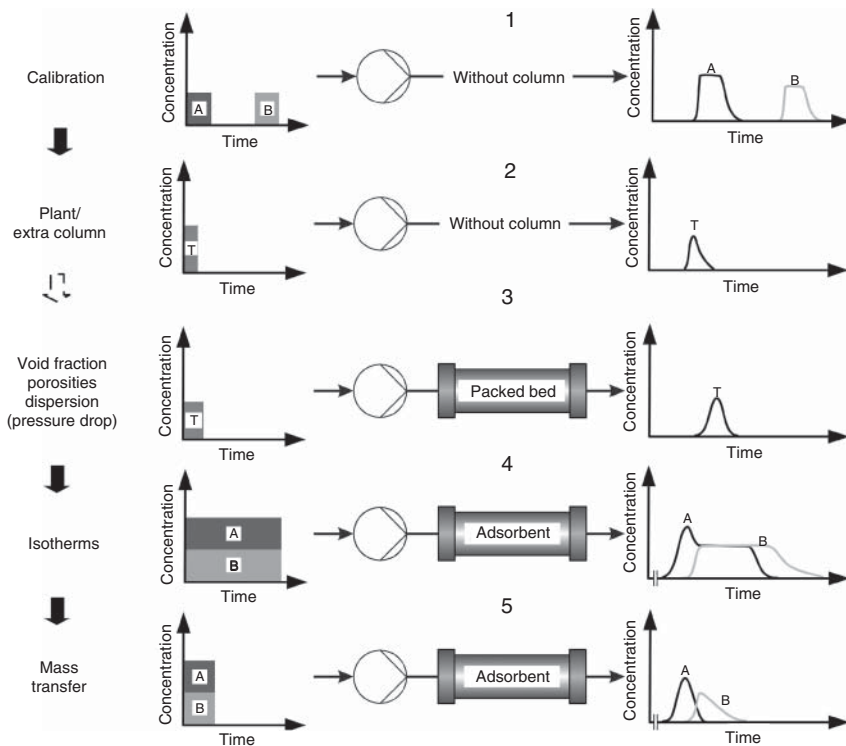 1
Calibration
Concentration
A
B
Time
Without column
Concentration
A
B
Time
2
Plant/
extra column
Concentration
T
Time
Without column
Concentration
T
Time
3
Void fraction
porosities
dispersion
(pressure drop)
Concentration
T
Time
Packed bed
Concentration
T
Time
4
Isotherms
Concentration
A
B
Time
Adsorbent
Concentration
A
B
Time
5
Mass
transfer
Concentration
A
B
Time
Adsorbent
Concentration
A
B
Time